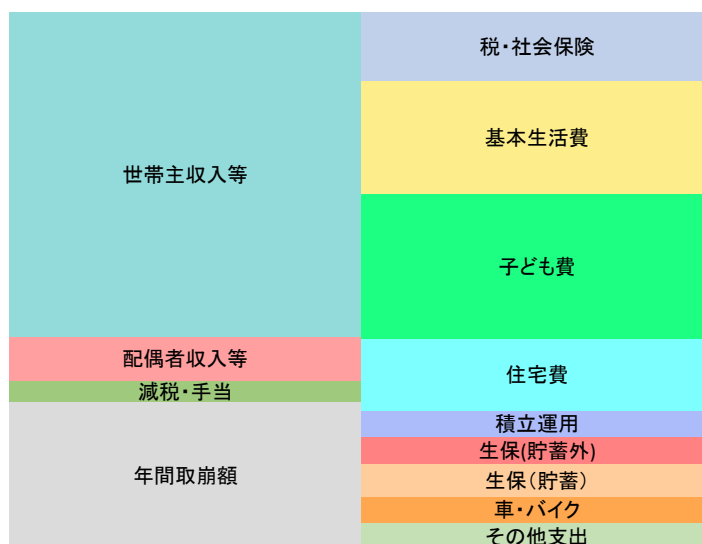 世帯主収入等
配偶者収入等
減税・手当
年間取崩額
税・社会保険
基本生活費
子ども費
住宅費
積立運用
生保(貯蓄外)
生保（貯蓄）
車・バイク
その他支出